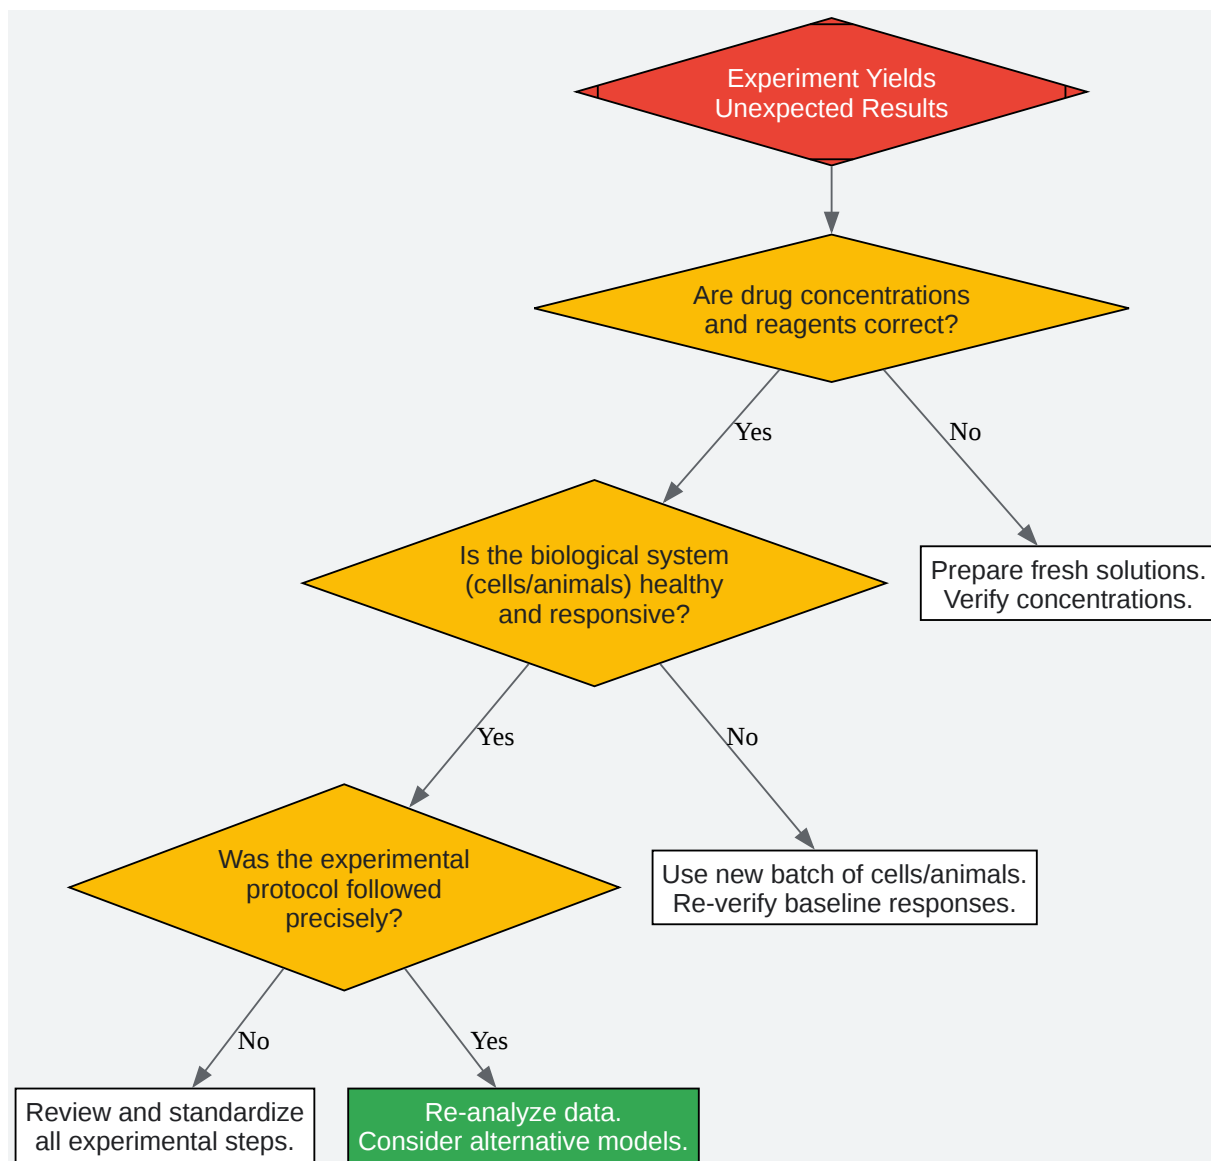 Experiment Yields
Unexpected Results
Are drug concentrations
and reagents correct?
Yes
No
Is the biological system
(cells/animals) healthy
and responsive?
Prepare fresh solutions.
Verify concentrations.
Yes
No
Was the experimental
protocol followed
precisely?
Use new batch of cells/animals.
Re-verify baseline responses.
No
Yes
Review and standardize
all experimental steps.
Re-analyze data.
Consider alternative models.